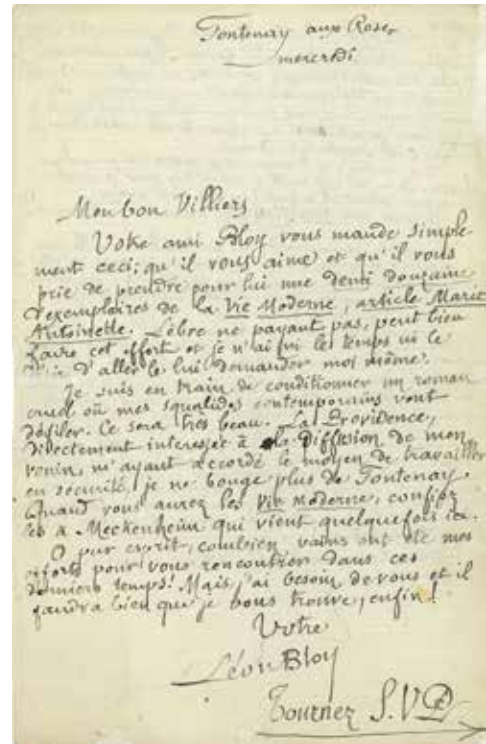 Fontenay aux Roses
mercredi
Mon bon Villiers
Votre ami Bloy vous mande simple-
ment ceci; qu'il vous aime et qu'il vous
prie de prendre pour lui une demi douzaine
d'exemplaires de la Vie Moderne, article Marie
Antoinette. Lèbre ne payant pas, peut bien
faire cet effort et je n'ai ni le temps ni le
d'aller le lui demander moi même.
Je suis en train de conditionner un roman
cruel où mes squalides contemporains vont
défiler. Ce sera très beau. La Providence,
directement interessée à la diffusion de mon
venin, m'ayant accordé le moyen de travailler
en sécurité, je ne bouge plus de Fontenay.
Quand vous aurez les Vie Moderne, confiez
les à Meckenheim qui vient quelquefois ici.
O pur esprit, combien vains ont été mes
efforts pour vous rencontrer dans ces
derniers temps! Mais, j'ai besoin de vous et il
faudra bien que je vous trouve, enfin!
Votre
Léon Bloy
Tournez S.V.P.